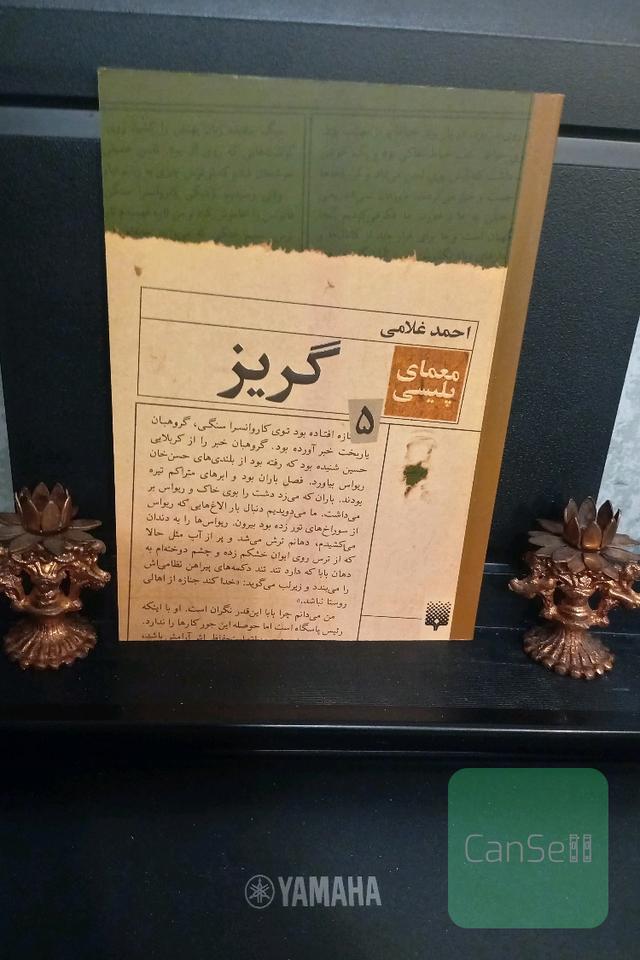 احمد غلامی
معمای
پلیسی
گریز
۵
جنازه افتاده بود توی کاروانسرا سنگی، گروهبان
یاریخت خبر آورده بود. گروهبان خبر را از کربلایی
حسین شنیده بود که رفته بود از بلندی‌های حسن‌خان
ریواس بیاورد. فصل باران بود و ابرهای متراکم تیره
بودند. باران که می‌زد دشت را بوی خاک و ریواس بر
می‌داشت. ما می‌دویدیم دنبال بار الاغ‌هایی که ریواس
از سوراخ‌های تور زده بود بیرون. ریواس‌ها را به دندان
می‌کشیدم، دهانم ترش می‌شد و پر از آب مثل حالا
که از ترس روی ایوان خشکم زده و چشم دوخته‌ام به
دهان بابا که دارد تند تند دکمه‌های پیراهن نظامی‌اش
را می‌بندد و زیرلب می‌گوید: «خدا کند جنازه از اهالی
روستا نباشد.»
من می‌دانم چرا بابا این‌قدر نگران است. او با اینکه
رئیس پاسگاه است اما حوصله این جور کارها را ندارد.
YAMAHA
CanSell